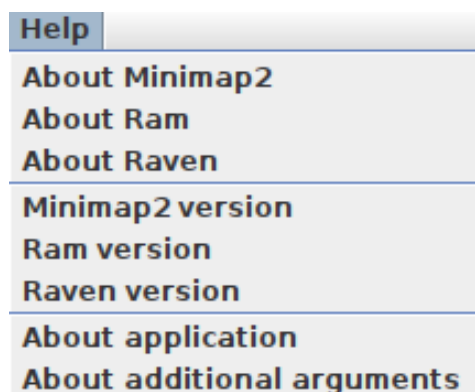 Help
About Minimap2
About Ram
About Raven
Minimap2 version
Ram version
Raven version
About application
About additional arguments